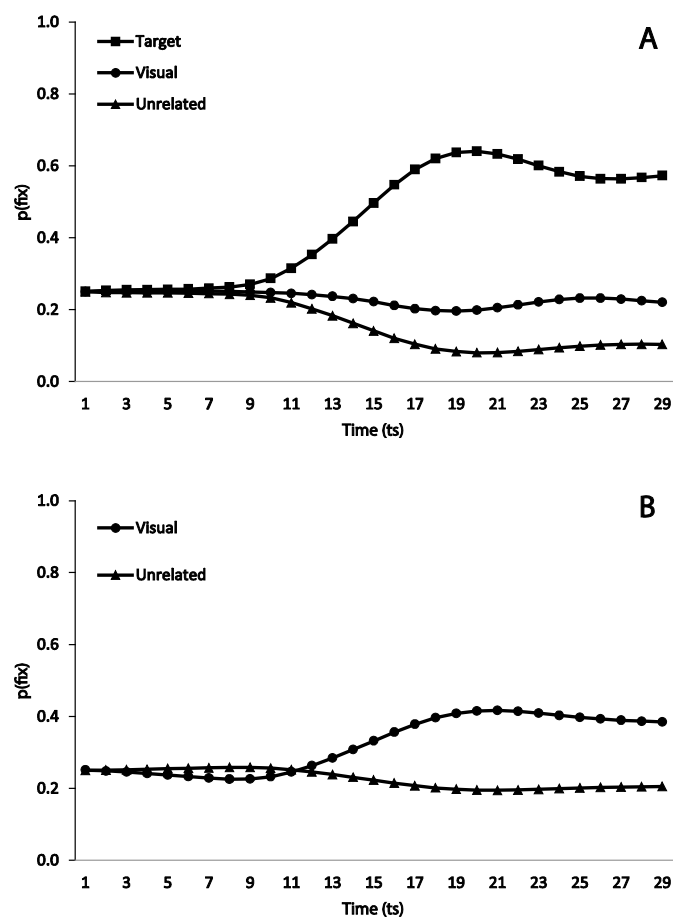 A
1.0
Target
Visual
0.8
Unrelated
0.6
p(fix)
0.4
0.2
0.0
1 3 5 7 9 11 13 15 17 19 21 23 25 27 29
Time (ts)
B
1.0
Visual
0.8
Unrelated
0.6
p(fix)
0.4
0.2
0.0
1 3 5 7 9 11 13 15 17 19 21 23 25 27 29
Time (ts)